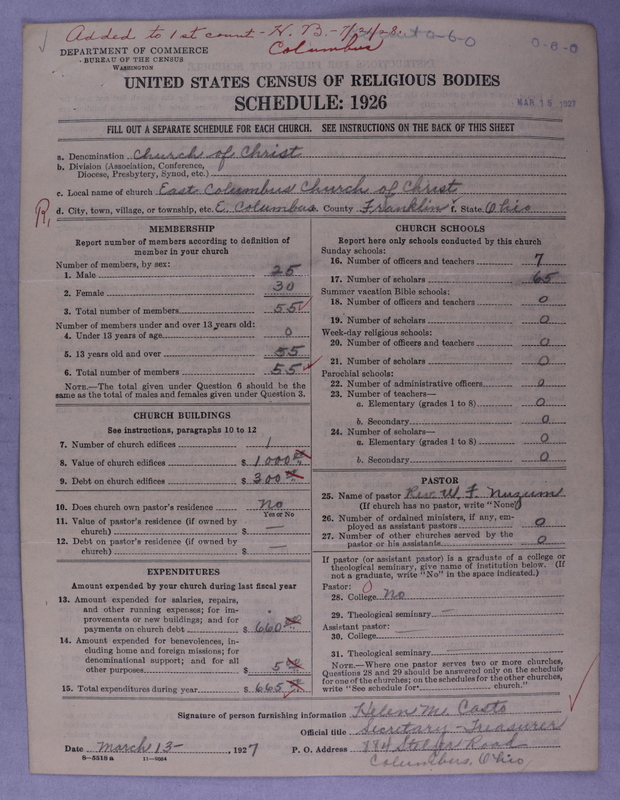 Added to 1st count - H. B. - 7/21/28.
Columbus
0-6-0
0-8-0
DEPARTMENT OF COMMERCE
BUREAU OF THE CENSUS
WASHINGTON
UNITED STATES CENSUS OF RELIGIOUS BODIES
SCHEDULE: 1926
MAR 15 1927
FILL OUT A SEPARATE SCHEDULE FOR EACH CHURCH. SEE INSTRUCTIONS ON THE BACK OF THIS SHEET
a. Denomination Church of Christ
b. Division (Association, Conference,
Diocese, Presbytery, Synod, etc.)
c. Local name of church East Columbus Church of Christ
R,
d. City, town, village, or township, etc. E. Columbus e. County Franklin f. State Ohio
MEMBERSHIP
Report number of members according to definition of
member in your church
Number of members, by sex:
1. Male 25
2. Female 30
3. Total number of members 55
Number of members under and over 13 years old:
4. Under 13 years of age 0
5. 13 years old and over 55
6. Total number of members 55
NOTE.—The total given under Question 6 should be the
same as the total of males and females given under Question 3.
CHURCH BUILDINGS
See instructions, paragraphs 10 to 12
7. Number of church edifices 1
8. Value of church edifices $ 1000
9. Debt on church edifices $ 300
10. Does church own pastor's residence No
Yes or No
11. Value of pastor's residence (if owned by
church) $
12. Debt on pastor's residence (if owned by
church) $ —
EXPENDITURES
Amount expended by your church during last fiscal year
13. Amount expended for salaries, repairs,
and other running expenses; for im-
provements or new buildings; and for
payments on church debt $ 660
14. Amount expended for benevolences, in-
cluding home and foreign missions; for
denominational support; and for all
other purposes $ 5
15. Total expenditures during year $ 665
CHURCH SCHOOLS
Report here only schools conducted by this church
Sunday schools:
16. Number of officers and teachers 7
17. Number of scholars 65
Summer vacation Bible schools:
18. Number of officers and teachers 0
19. Number of scholars 0
Week-day religious schools:
20. Number of officers and teachers 0
21. Number of scholars 0
Parochial schools:
22. Number of administrative officers 0
23. Number of teachers—
a. Elementary (grades 1 to 8) 0
b. Secondary 0
24. Number of scholars—
a. Elementary (grades 1 to 8) 0
b. Secondary 0
PASTOR
25. Name of pastor Rev. W. F. Nuzum
(If church has no pastor, write "None")
26. Number of ordained ministers, if any, em-
ployed as assistant pastors 0
27. Number of other churches served by the
pastor or his assistants 0
If pastor (or assistant pastor) is a graduate of a college or
theological seminary, give name of institution below. (If
not a graduate, write "No" in the space indicated.)
Pastor: 0
28. College No
29. Theological seminary —
Assistant pastor:
30. College —
31. Theological seminary —
NOTE.—Where one pastor serves two or more churches,
Questions 28 and 29 should be answered only on the schedule
for one of the churches; on the schedules for the other churches,
write "See schedule for church."
Signature of person furnishing information Helen M. Casto
Official title Secretary-Treasurer
Date March 13- 1927
P. O. Address Road
Columbus, Ohio
8—5518 a 11—9034